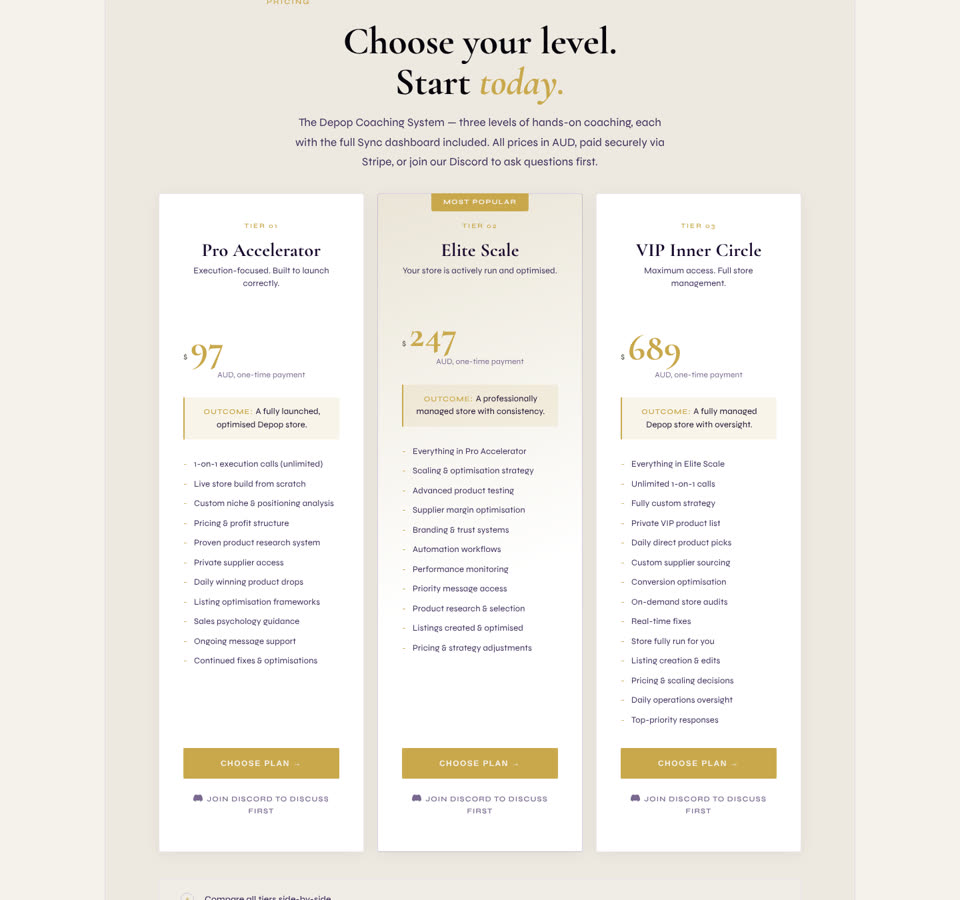 PRICING
Choose your level.
Start today.
The Depop Coaching System — three levels of hands-on coaching, each
with the full Sync dashboard included. All prices in AUD, paid securely via
Stripe, or join our Discord to ask questions first.
TIER 01
Pro Accelerator
Execution-focused. Built to launch
correctly.
$ 97
AUD, one-time payment
OUTCOME: A fully launched,
optimised Depop store.
- 1-on-1 execution calls (unlimited)
- Live store build from scratch
- Custom niche & positioning analysis
- Pricing & profit structure
- Proven product research system
- Private supplier access
- Daily winning product drops
- Listing optimisation frameworks
- Sales psychology guidance
- Ongoing message support
- Continued fixes & optimisations
CHOOSE PLAN →
JOIN DISCORD TO DISCUSS
FIRST
MOST POPULAR
TIER 02
Elite Scale
Your store is actively run and optimised.
$ 247
AUD, one-time payment
OUTCOME: A professionally
managed store with consistency.
- Everything in Pro Accelerator
- Scaling & optimisation strategy
- Advanced product testing
- Supplier margin optimisation
- Branding & trust systems
- Automation workflows
- Performance monitoring
- Priority message access
- Product research & selection
- Listings created & optimised
- Pricing & strategy adjustments
CHOOSE PLAN →
JOIN DISCORD TO DISCUSS
FIRST
TIER 03
VIP Inner Circle
Maximum access. Full store
management.
$ 689
AUD, one-time payment
OUTCOME: A fully managed
Depop store with oversight.
- Everything in Elite Scale
- Unlimited 1-on-1 calls
- Fully custom strategy
- Private VIP product list
- Daily direct product picks
- Custom supplier sourcing
- Conversion optimisation
- On-demand store audits
- Real-time fixes
- Store fully run for you
- Listing creation & edits
- Pricing & scaling decisions
- Daily operations oversight
- Top-priority responses
CHOOSE PLAN →
JOIN DISCORD TO DISCUSS
FIRST
Compare all tiers side-by-side